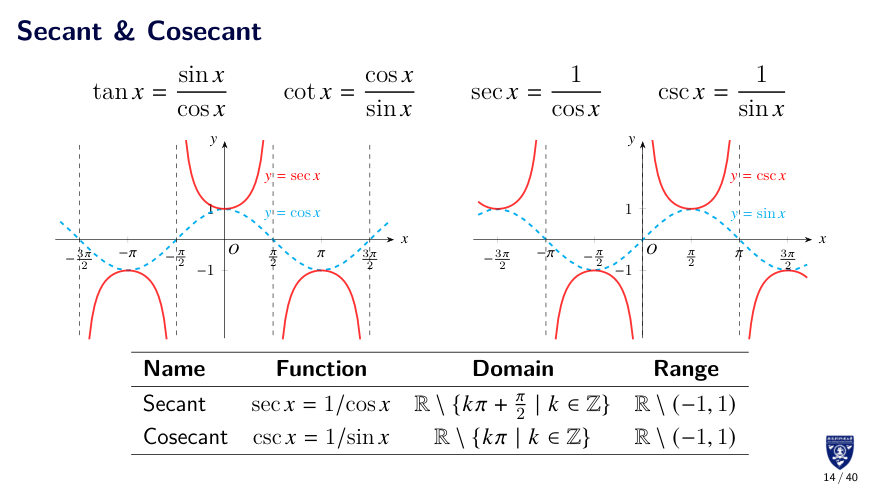 Secant & Cosecant
tan x = sin x / cos x    cot x = cos x / sin x    sec x = 1 / cos x    csc x = 1 / sin x
y
y = sec x
y = cos x
1
−1
O
x
−3π/2  −π  −π/2  π/2  π  3π/2
y
y = csc x
y = sin x
1
−1
O
x
−3π/2  −π  −π/2  π/2  π  3π/2
Name  Function  Domain  Range
Secant  sec x = 1/cos x  ℝ \ {kπ + π/2 | k ∈ ℤ}  ℝ \ (−1, 1)
Cosecant  csc x = 1/sin x  ℝ \ {kπ | k ∈ ℤ}  ℝ \ (−1, 1)
14 / 40